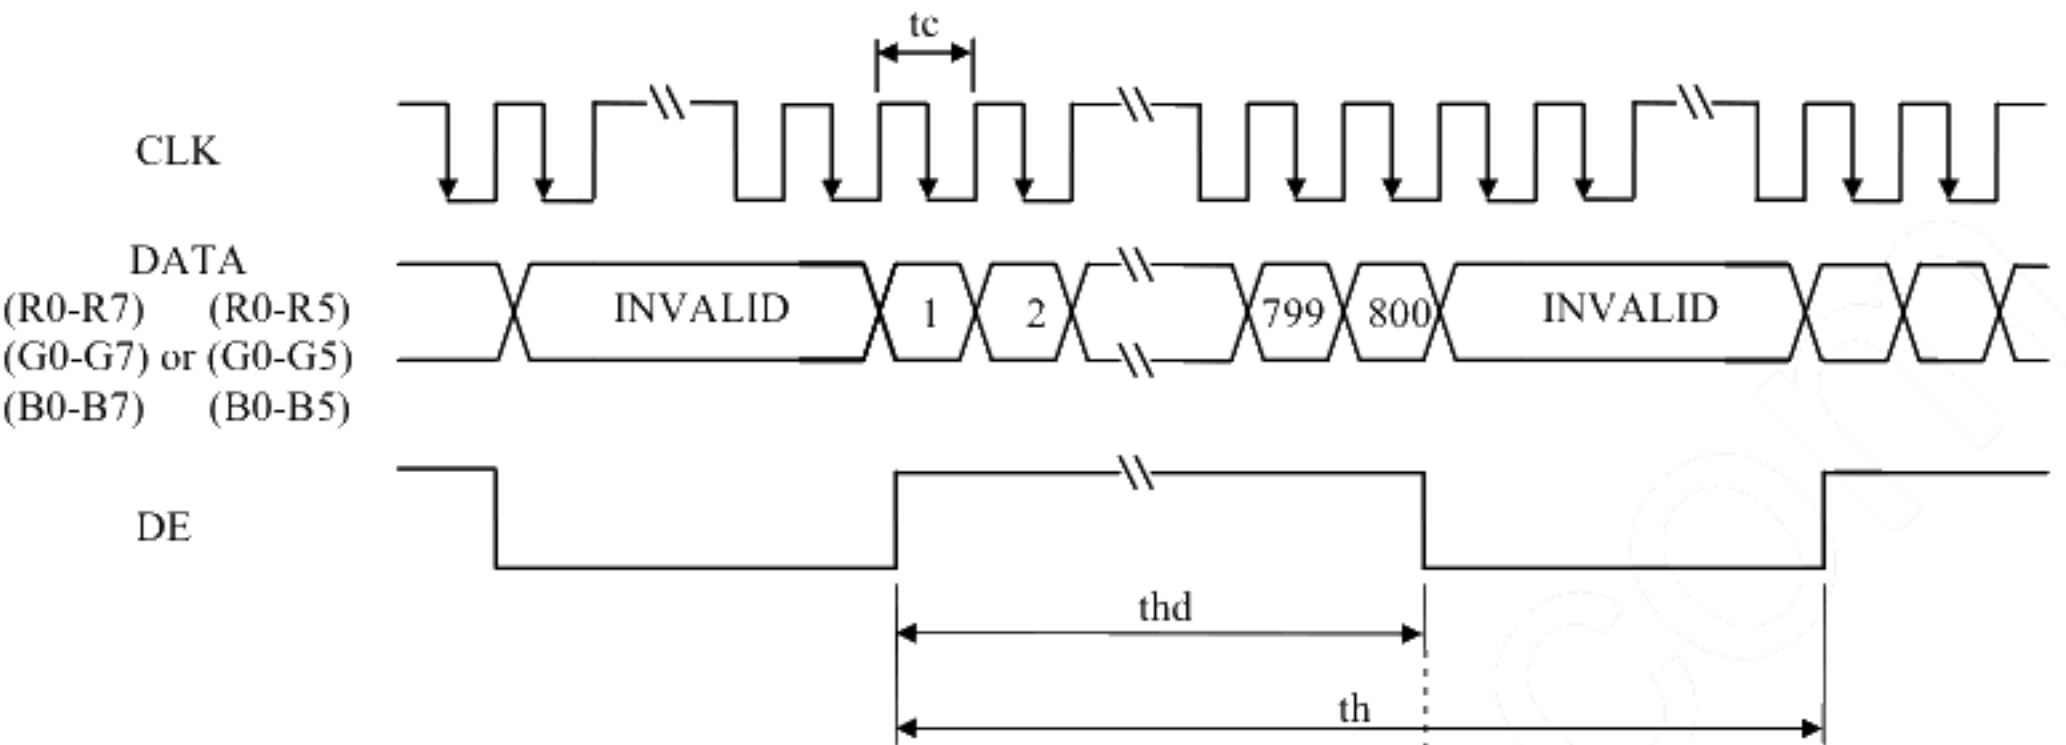 tc
CLK
DATA
(R0-R7) (R0-R5)
INVALID 1 2 799 800 INVALID
(G0-G7) or (G0-G5)
(B0-B7) (B0-B5)
DE
thd
th